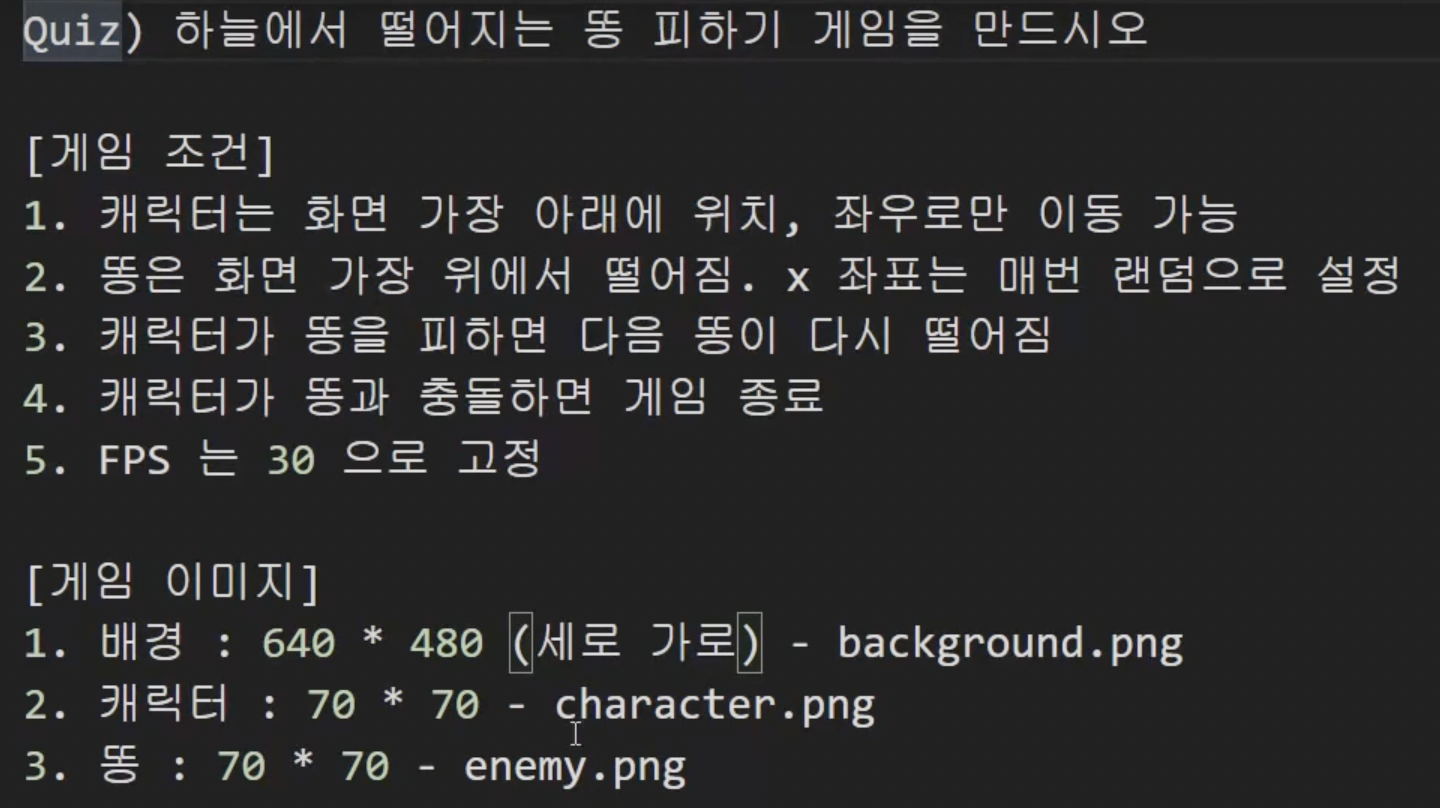 Quiz) 하늘에서 떨어지는 똥 피하기 게임을 만드시오
[게임 조건]
1. 캐릭터는 화면 가장 아래에 위치, 좌우로만 이동 가능
2. 똥은 화면 가장 위에서 떨어짐. x 좌표는 매번 랜덤으로 설정
3. 캐릭터가 똥을 피하면 다음 똥이 다시 떨어짐
4. 캐릭터가 똥과 충돌하면 게임 종료
5. FPS 는 30 으로 고정
[게임 이미지]
1. 배경 : 640 * 480 (세로 가로) - background.png
2. 캐릭터 : 70 * 70 - character.png
3. 똥 : 70 * 70 - enemy.png